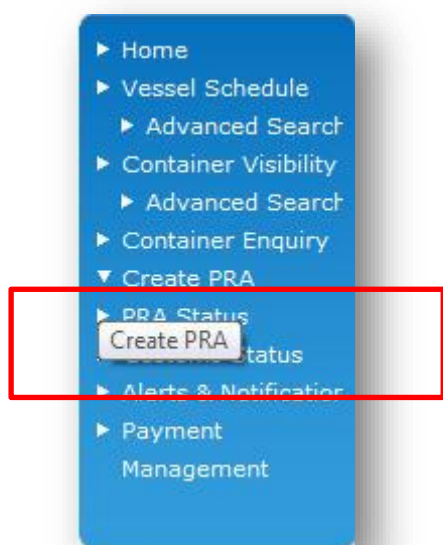 Home
Vessel Schedule
Advanced Search
Container Visibility
Advanced Search
Container Enquiry
Create PRA
PRA Status
Create PRA
Status
Alerts & Notification
Payment
Management